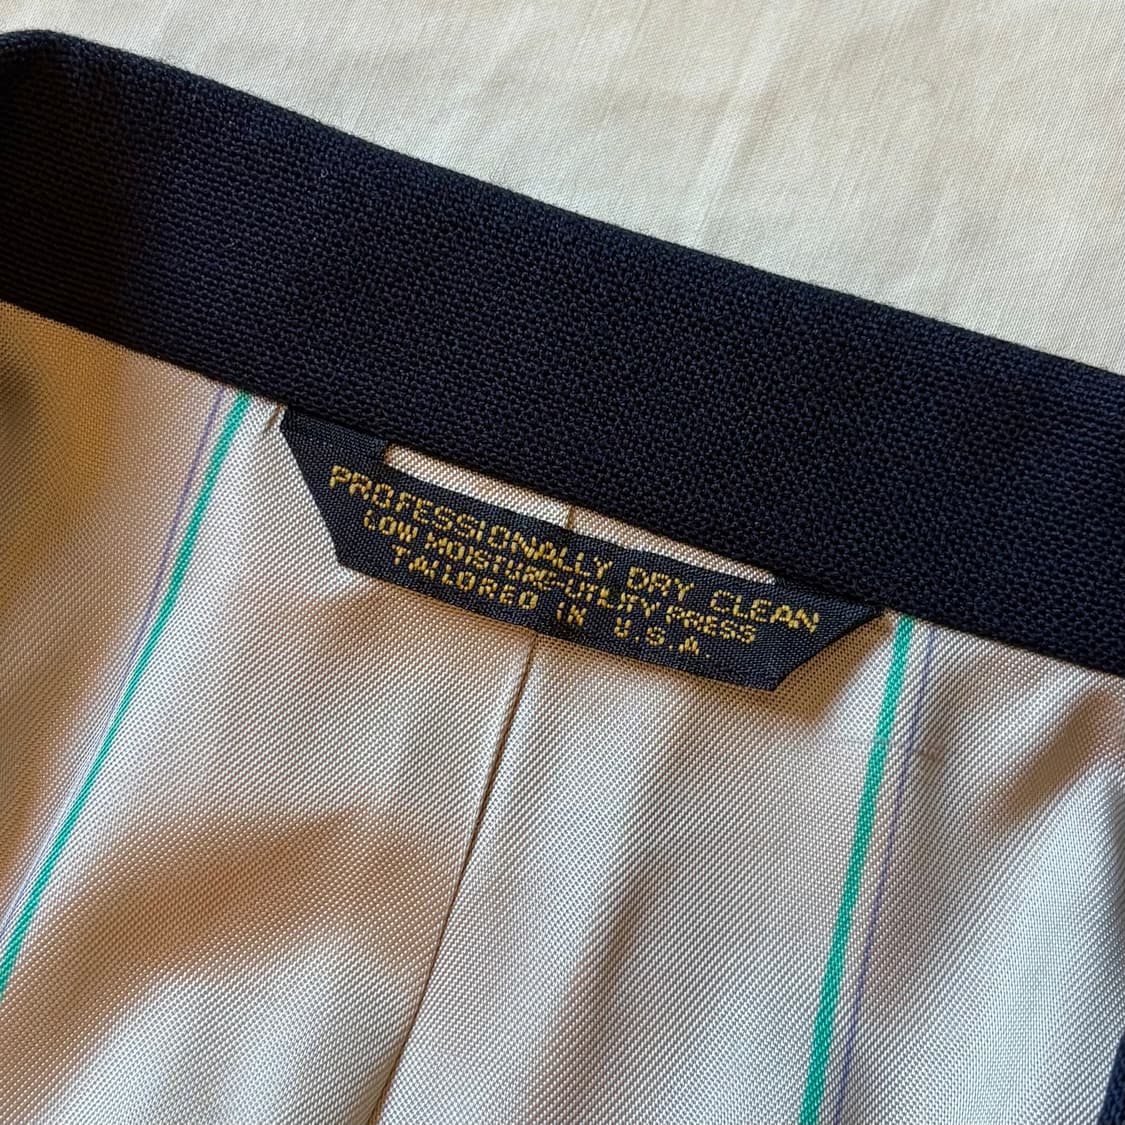 PROFESSIONALLY DRY CLEAN
LOW MOISTURE-UTILITY PRESS
TAILORED IN U.S.A.